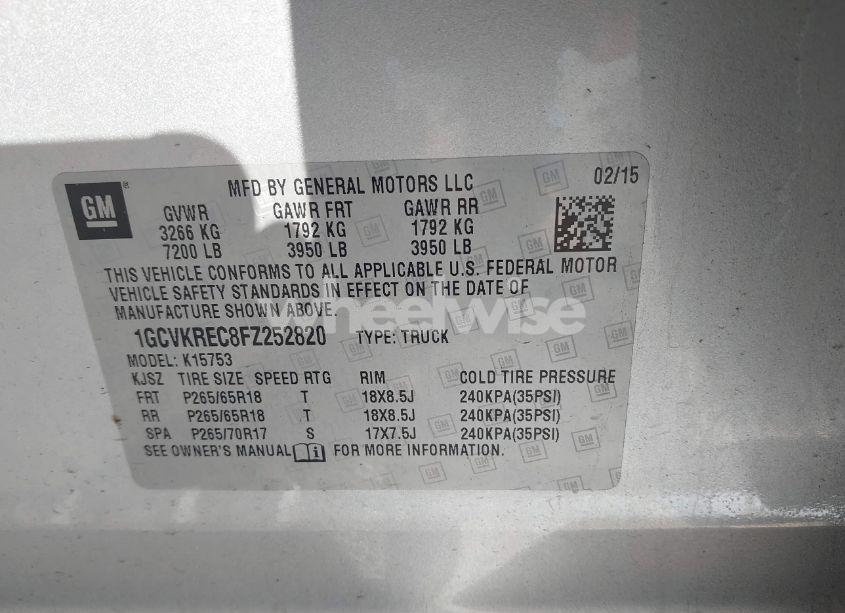 GM
MFD BY GENERAL MOTORS LLC 02/15
GVWR GAWR FRT GAWR RR
3266 KG 1792 KG 1792 KG
7200 LB 3950 LB 3950 LB
THIS VEHICLE CONFORMS TO ALL APPLICABLE U.S. FEDERAL MOTOR
VEHICLE SAFETY STANDARDS IN EFFECT ON THE DATE OF
MANUFACTURE SHOWN ABOVE.
wheelwise
1GCVKREC8FZ252820 TYPE: TRUCK
MODEL: K15753
KJSZ TIRE SIZE SPEED RTG RIM COLD TIRE PRESSURE
FRT P265/65R18 T 18X8.5J 240KPA(35PSI)
RR P265/65R18 T 18X8.5J 240KPA(35PSI)
SPA P265/70R17 S 17X7.5J 240KPA(35PSI)
SEE OWNER'S MANUAL i FOR MORE INFORMATION.